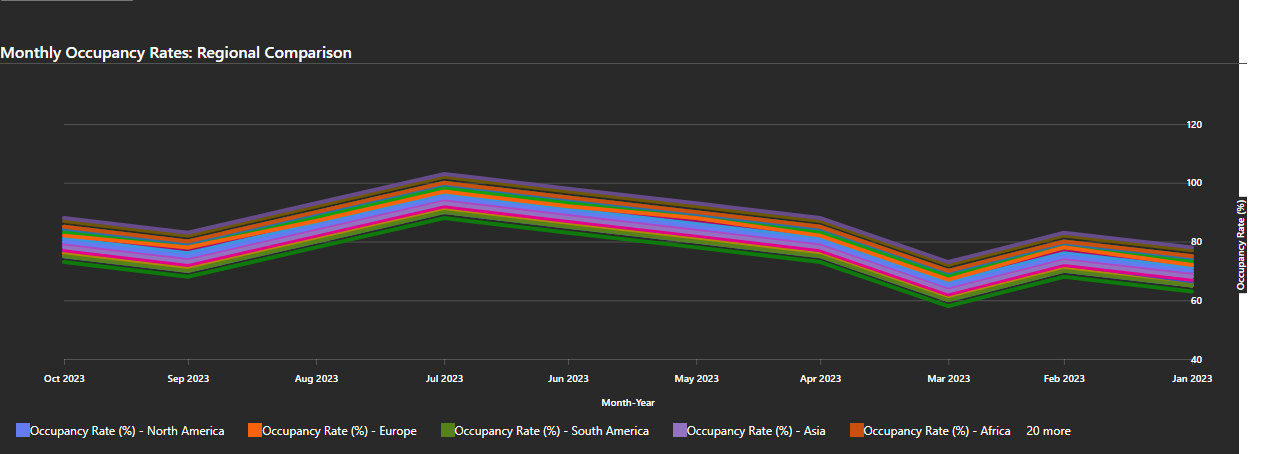 Monthly Occupancy Rates: Regional Comparison
120
100
80
60
40
Occupancy Rate (%)
Oct 2023 Sep 2023 Aug 2023 Jul 2023 Jun 2023 May 2023 Apr 2023 Mar 2023 Feb 2023 Jan 2023
Month-Year
Occupancy Rate (%) - North America Occupancy Rate (%) - Europe Occupancy Rate (%) - South America Occupancy Rate (%) - Asia Occupancy Rate (%) - Africa 20 more